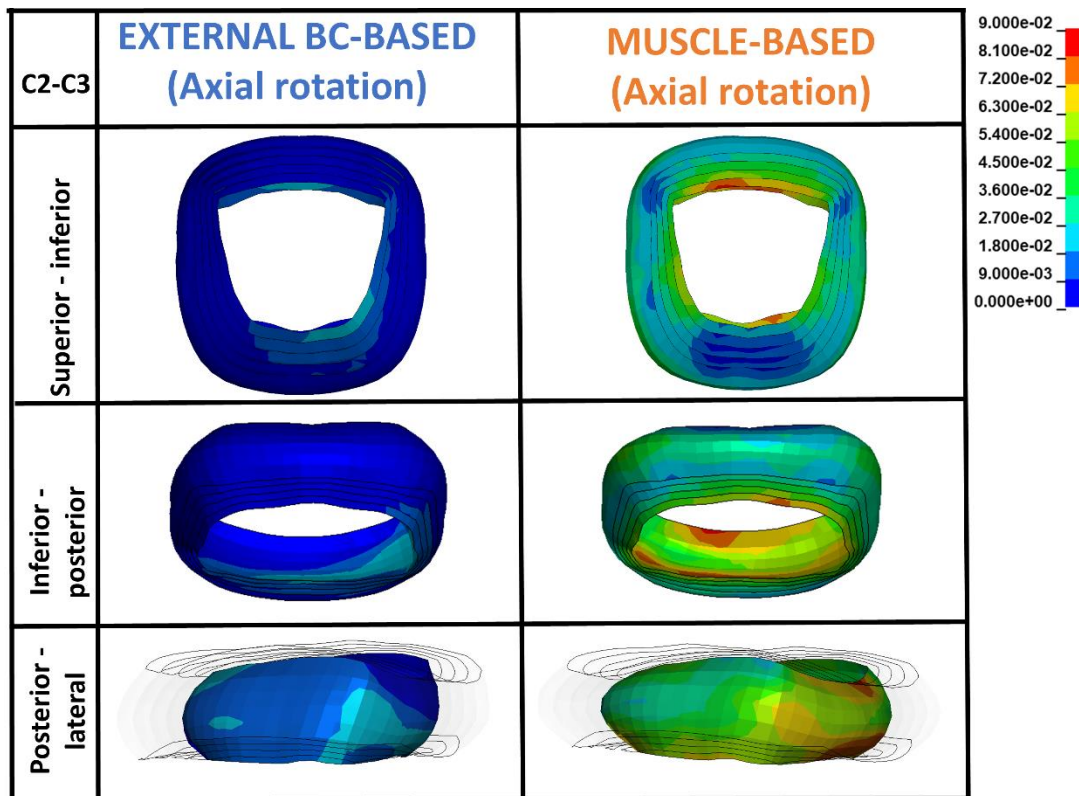 C2-C3
EXTERNAL BC-BASED
(Axial rotation)
MUSCLE-BASED
(Axial rotation)
Superior - inferior
Inferior -
posterior
Posterior -
lateral
9.000e-02
8.100e-02
7.200e-02
6.300e-02
5.400e-02
4.500e-02
3.600e-02
2.700e-02
1.800e-02
9.000e-03
0.000e+00